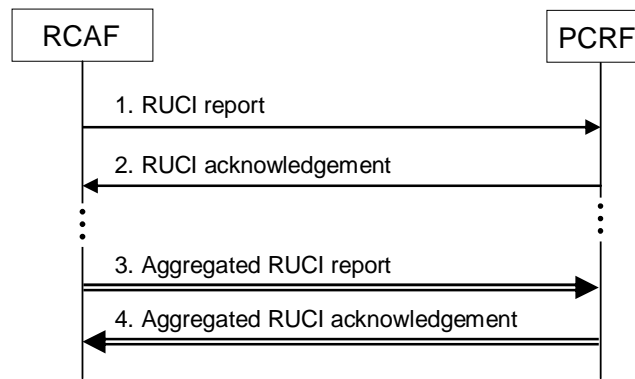 RCAF
PCRF
1. RUCI report
2. RUCI acknowledgement
3. Aggregated RUCI report
4. Aggregated RUCI acknowledgement